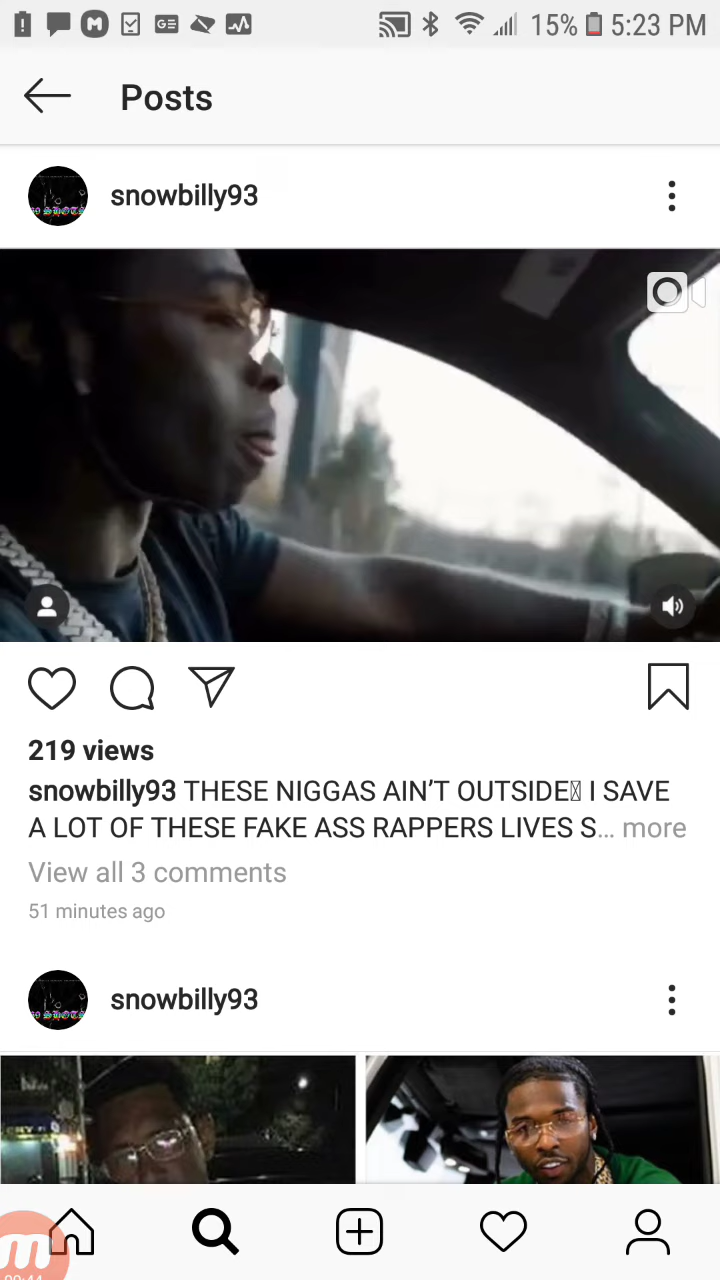 15% 5:23 PM
Posts
snowbilly93
219 views
snowbilly93 THESE NIGGAS AIN'T OUTSIDE I SAVE
A LOT OF THESE FAKE ASS RAPPERS LIVES S... more
View all 3 comments
51 minutes ago
snowbilly93